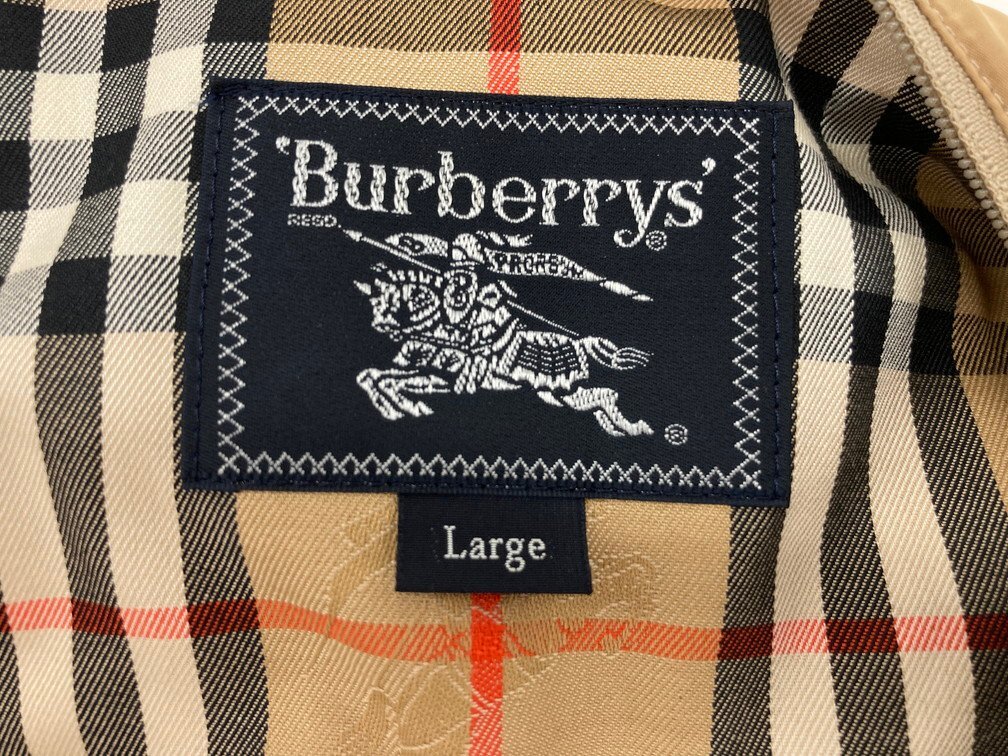 'Burberrys'
REGD
®
PRORSUM
®
Large